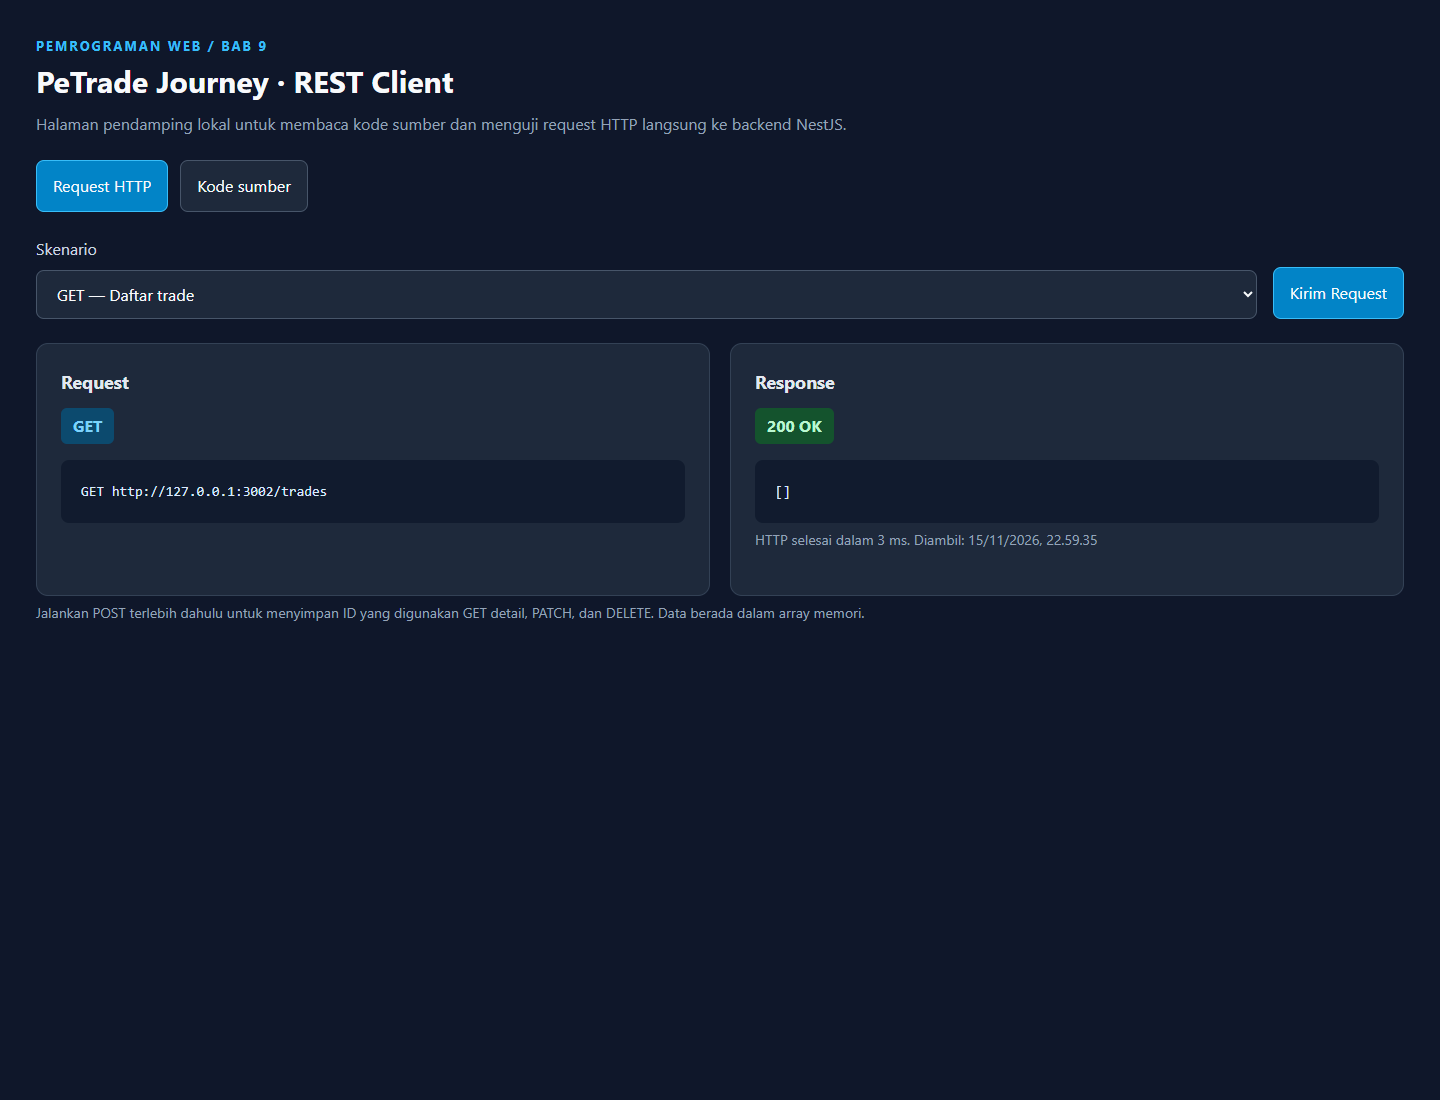 PEMROGRAMAN WEB / BAB 9
PeTrade Journey · REST Client
Halaman pendamping lokal untuk membaca kode sumber dan menguji request HTTP langsung ke backend NestJS.
Request HTTP
Kode sumber
Skenario
GET — Daftar trade
Kirim Request
Request
GET
GET http://127.0.0.1:3002/trades
Response
200 OK
[]
HTTP selesai dalam 3 ms. Diambil: 15/11/2026, 22.59.35
Jalankan POST terlebih dahulu untuk menyimpan ID yang digunakan GET detail, PATCH, dan DELETE. Data berada dalam array memori.